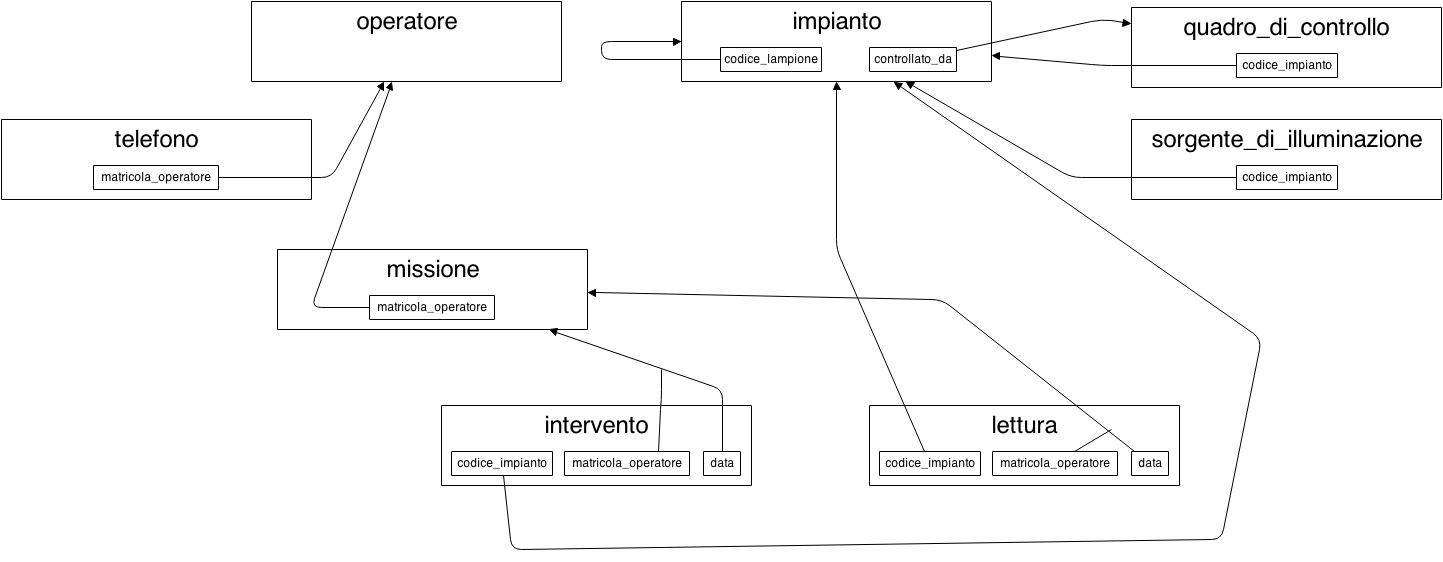 operatore
impianto
codice_lampione
controllato_da
quadro_di_controllo
codice_impianto
telefono
matricola_operatore
sorgente_di_illuminazione
codice_impianto
missione
matricola_operatore
intervento
codice_impianto
matricola_operatore
data
lettura
codice_impianto
matricola_operatore
data